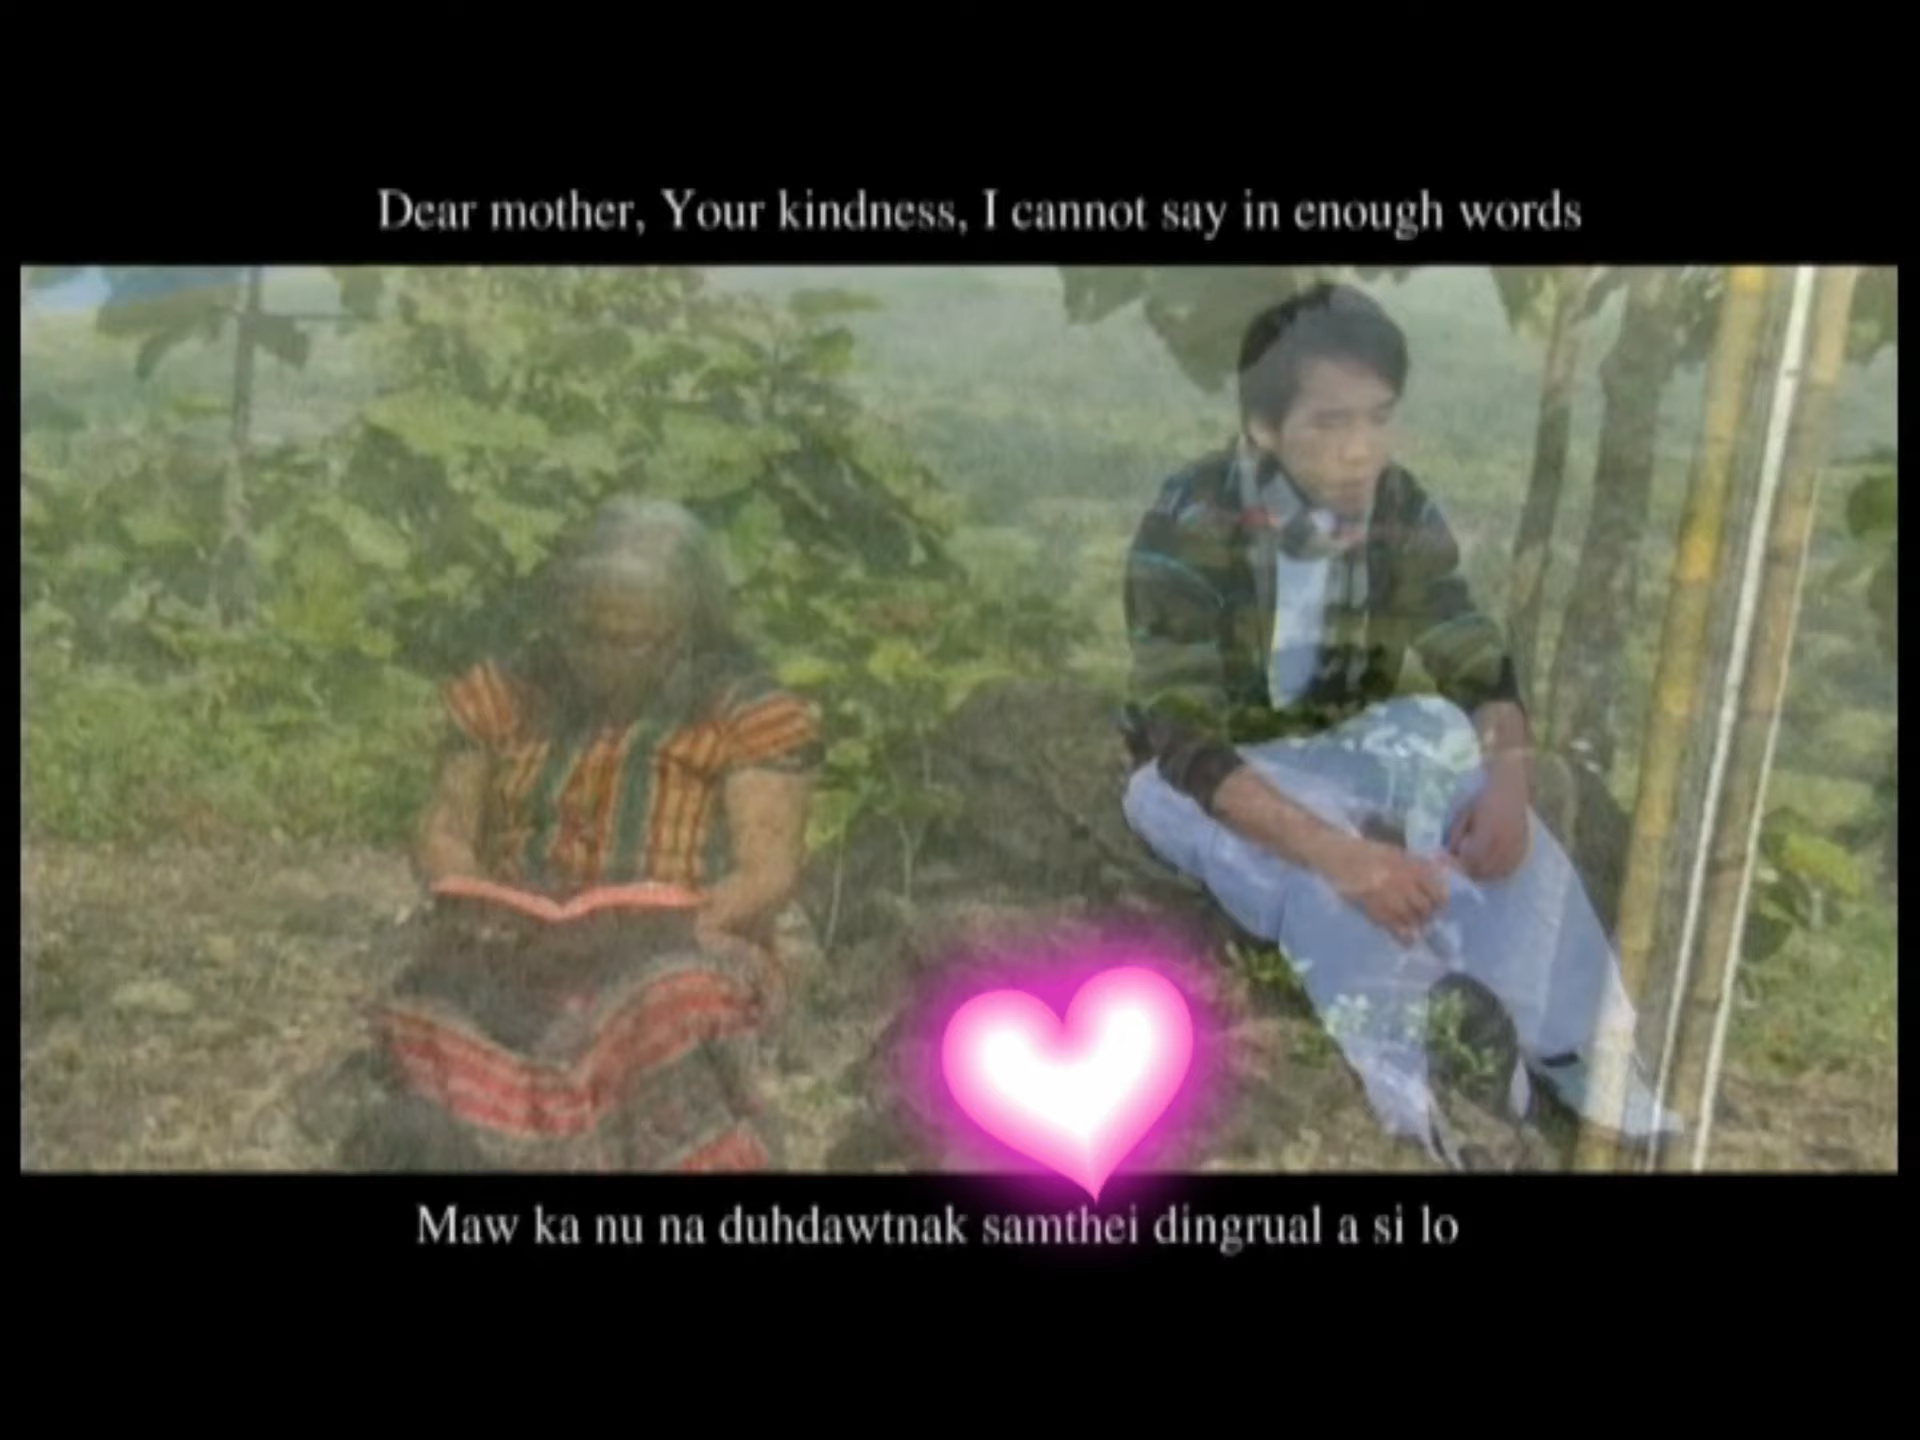 Dear mother, Your kindness, I cannot say in enough words
Maw ka nu na duhdawtnak samthei dingrual a si lo